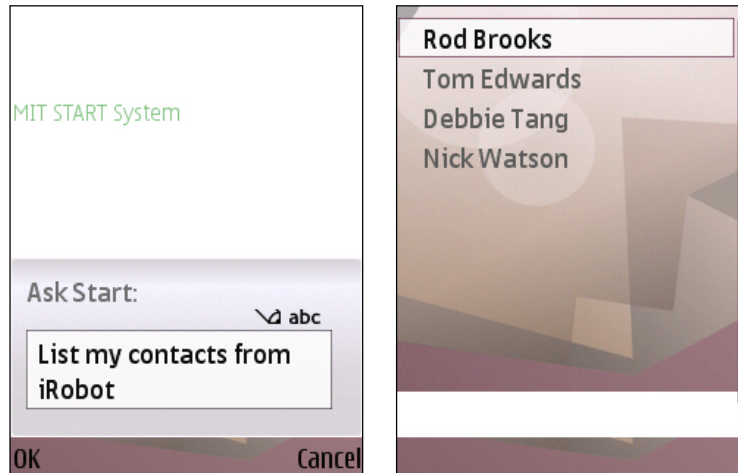 MIT START System
Ask Start:
abc
List my contacts from
iRobot
OK Cancel
Rod Brooks
Tom Edwards
Debbie Tang
Nick Watson